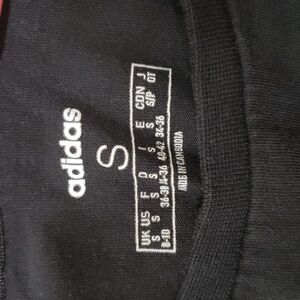 adidas
S
UK US F D I E CDN J
S S S S S S/P OT
8-10 36-38 34-36 40-42 34-36
MADE IN CAMBODIA